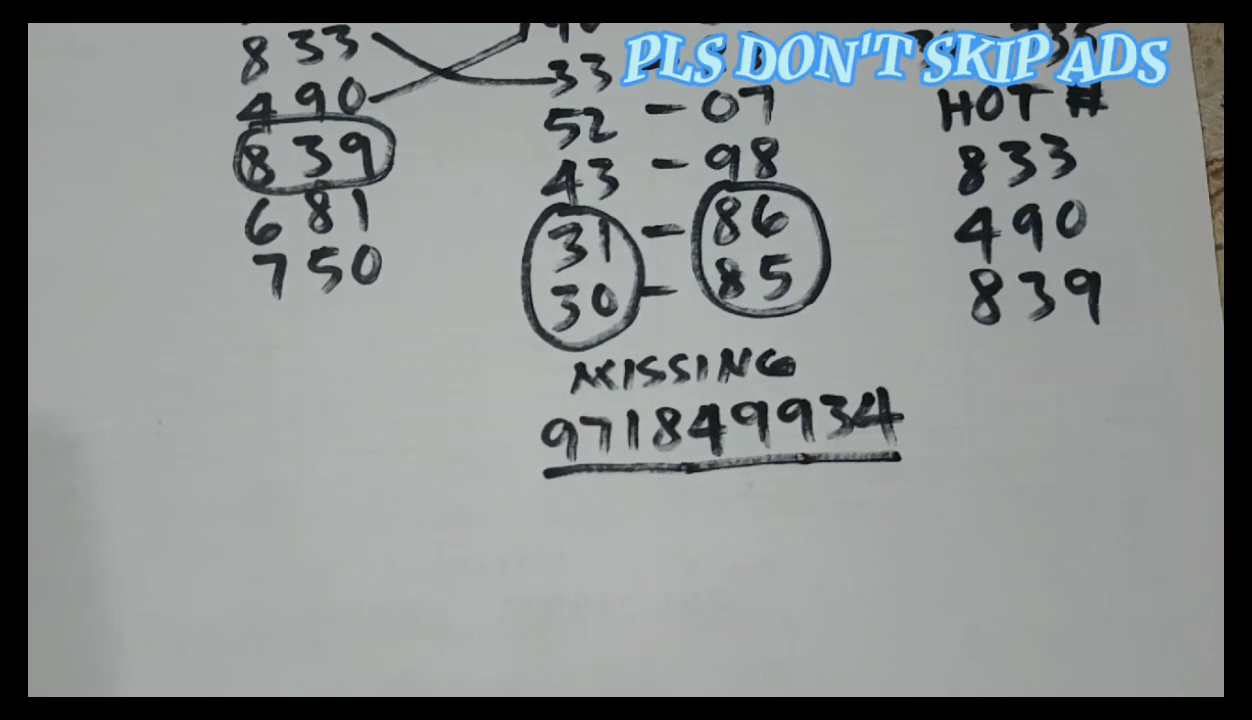 PLS DON'T SKIP ADS
833
33
490
52 - 07
HOT #
839
43 - 98
833
681
31 - 86
490
750
30 - 85
839
MISSING
971849934